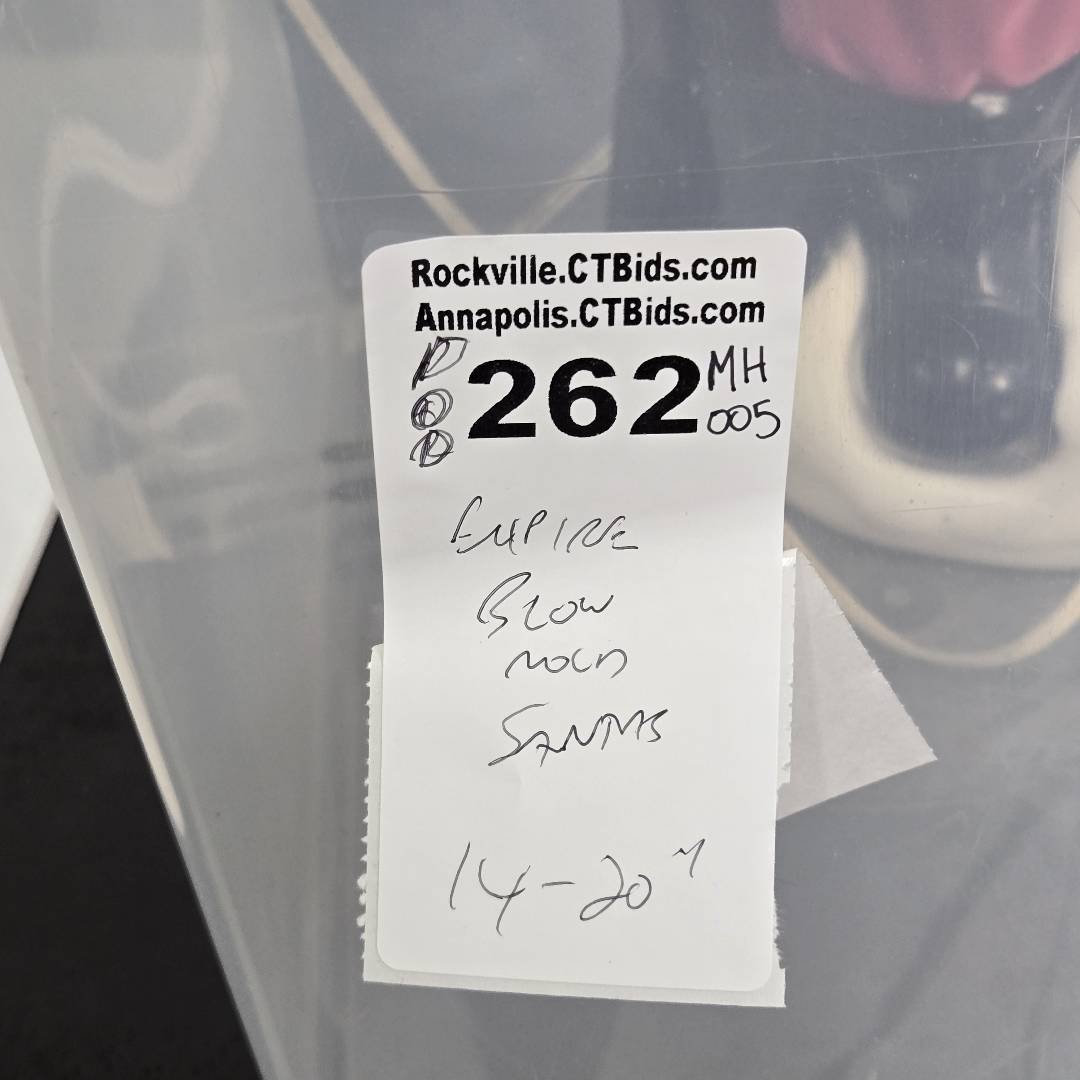 Rockville.CTBids.com
Annapolis.CTBids.com
262 MH 005
EMPIRE
BLOW
MOLD
SANTAS
14-20"